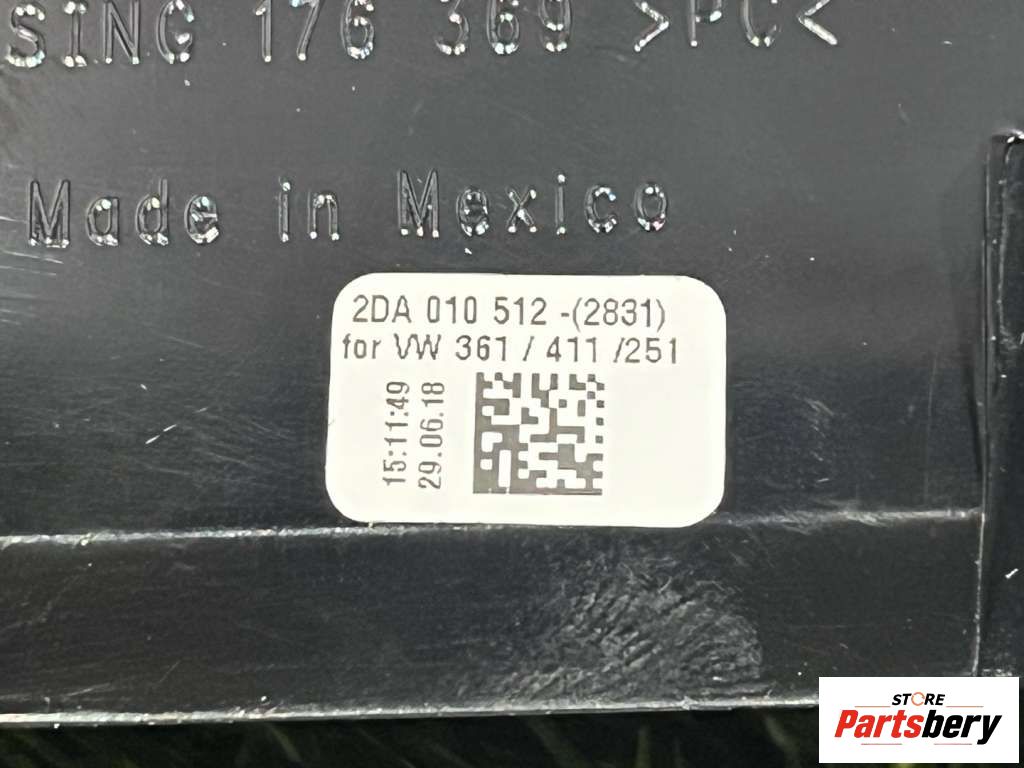 SING 176 369 >PC<
Made in Mexico
2DA 010 512 -(2831)
for VW 361 / 411 /251
15:11:49
29.06.18
STORE
Partsbery